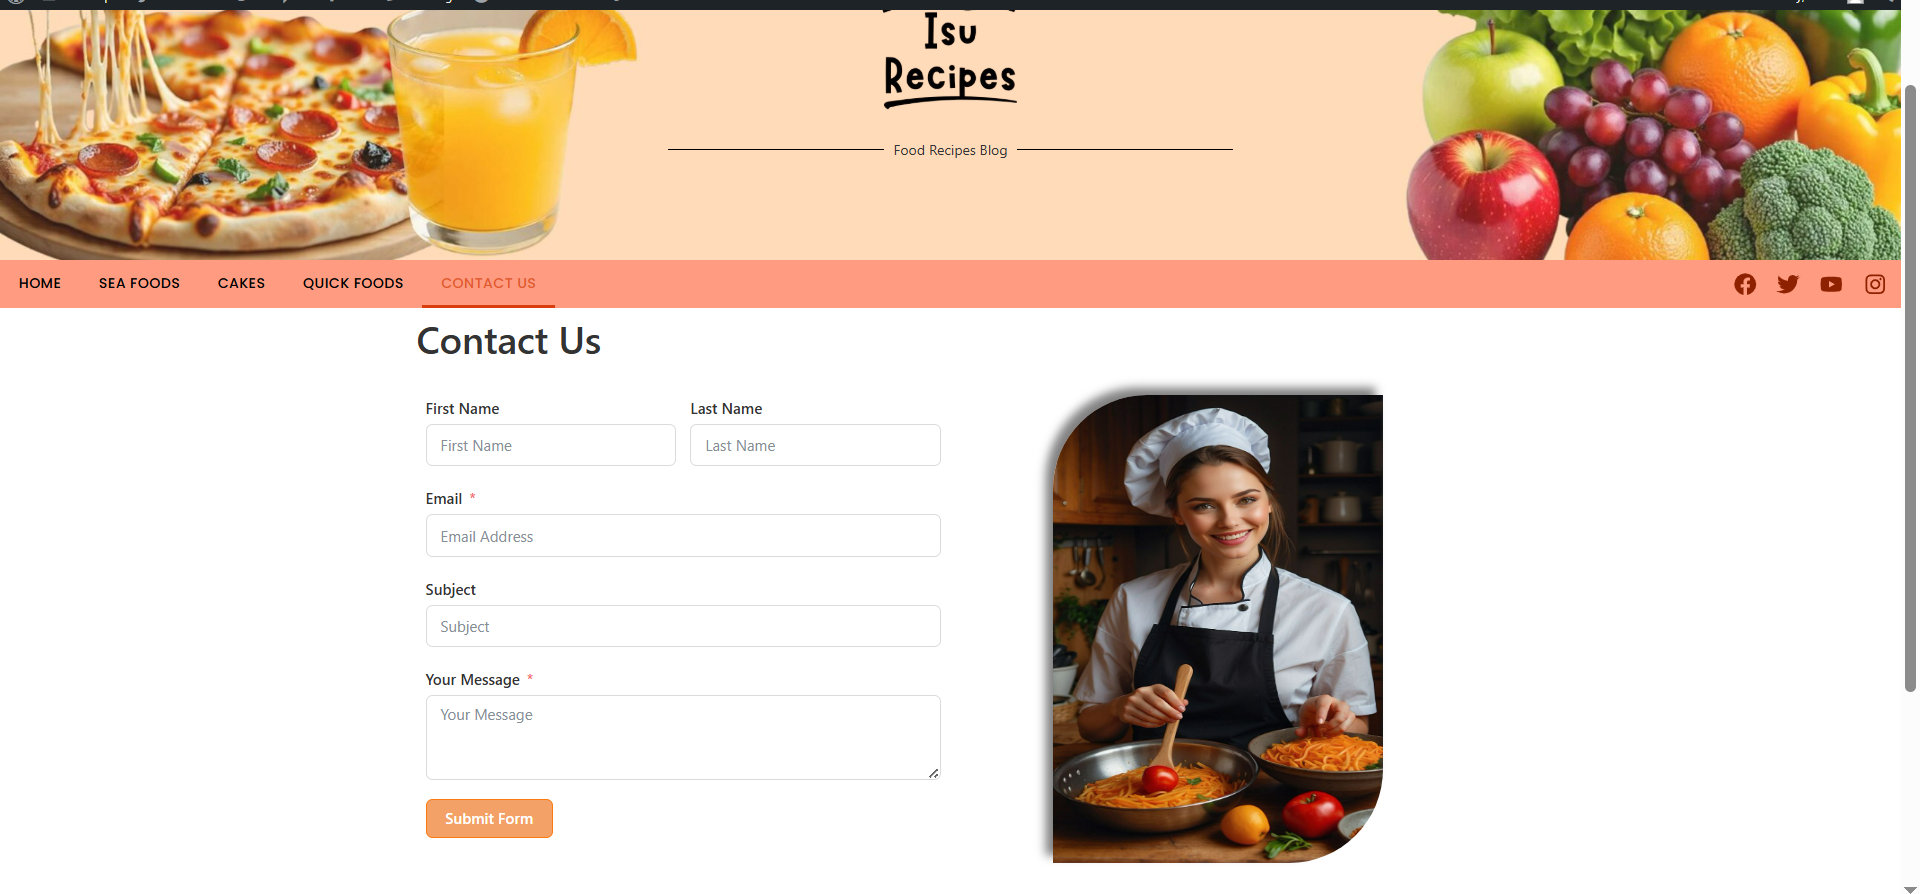 Isu
Recipes
Food Recipes Blog
HOME SEA FOODS CAKES QUICK FOODS CONTACT US
Contact Us
First Name Last Name
First Name Last Name
Email *
Email Address
Subject
Subject
Your Message *
Your Message
Submit Form